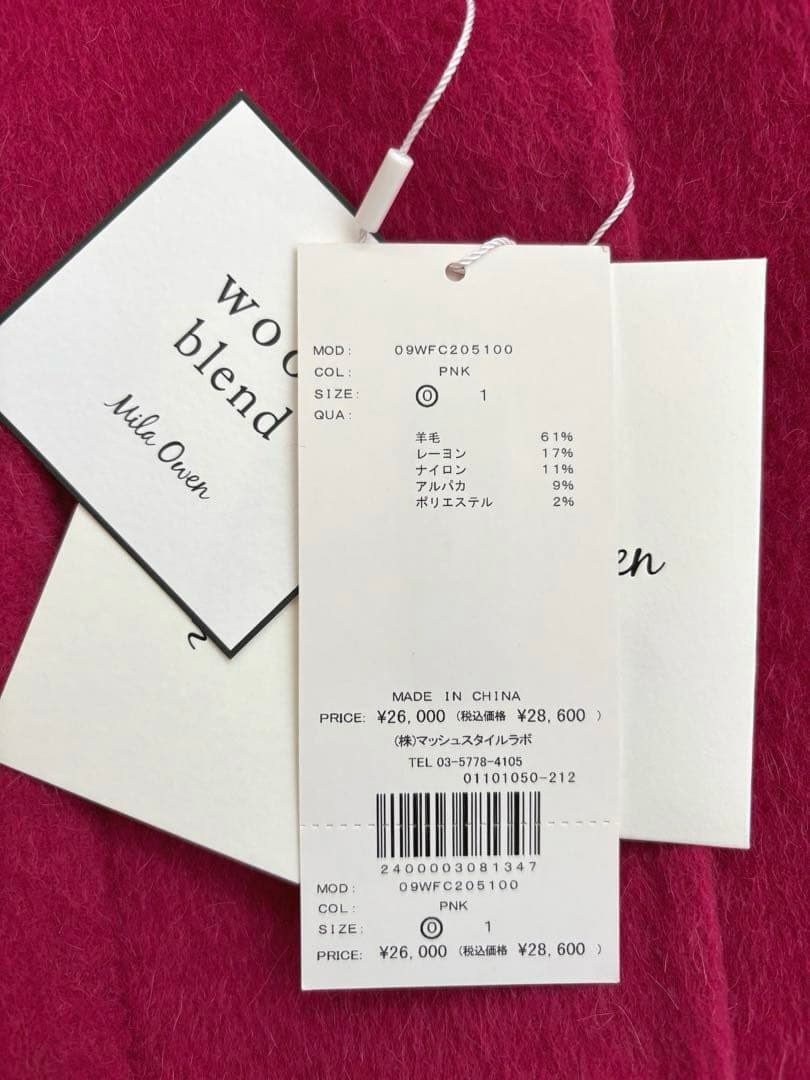 blend
Mila Owen
MOD: 09WFC205100
COL: PNK
SIZE: 0 1
QUA:
羊毛 61%
レーヨン 17%
ナイロン 11%
アルパカ 9%
ポリエステル 2%
MADE IN CHINA
PRICE: ¥26,000 (税込価格 ¥28,600 )
(株)マッシュスタイルラボ
TEL 03-5778-4105
01101050-212
2400003081347
MOD: 09WFC205100
COL: PNK
SIZE: 0 1
PRICE: ¥26,000 (税込価格 ¥28,600 )